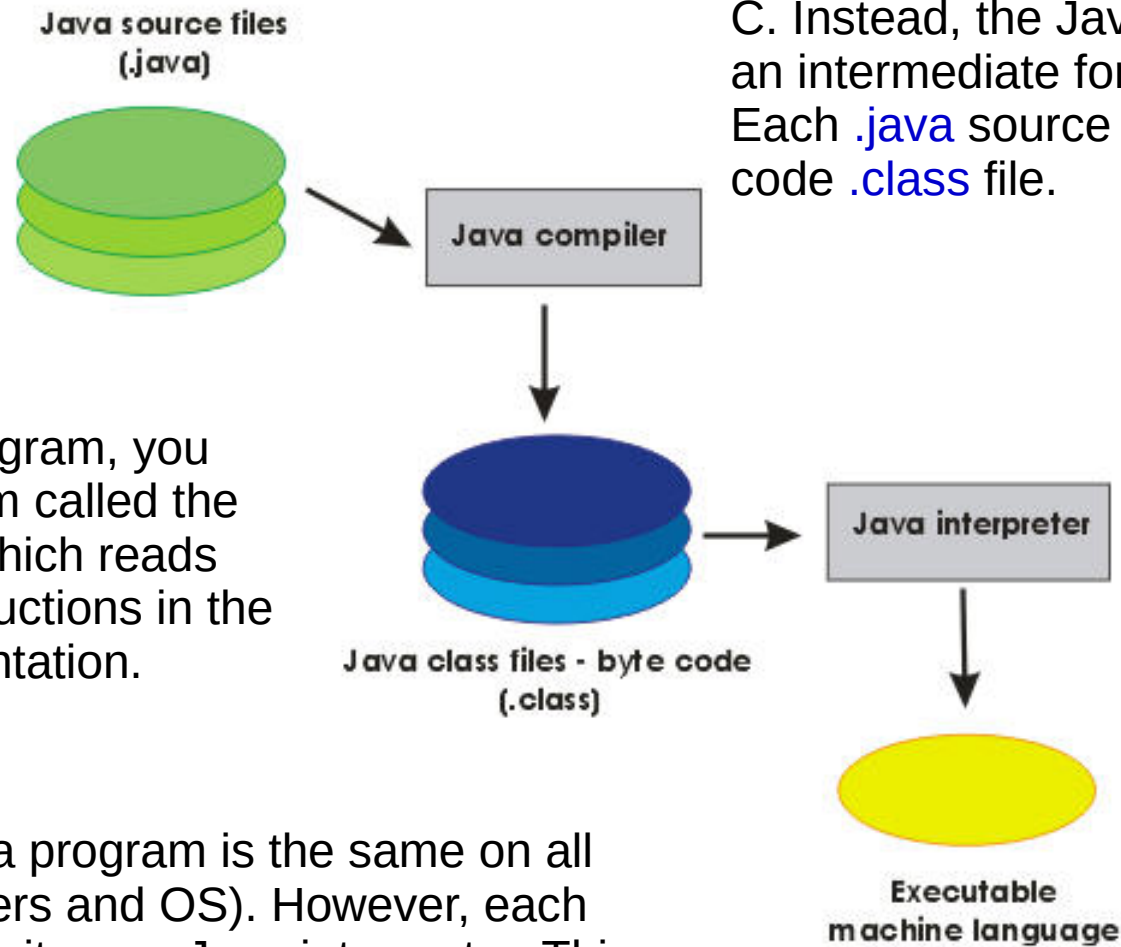 Java source files
(.java)
C. Instead, the Jav
an intermediate for
Each .java source
code .class file.
Java compiler
gram, you
m called the
hich reads
uctions in the
ntation.
Java interpreter
Java class files - byte code
(.class)
a program is the same on all
ers and OS). However, each
Executable
machine language